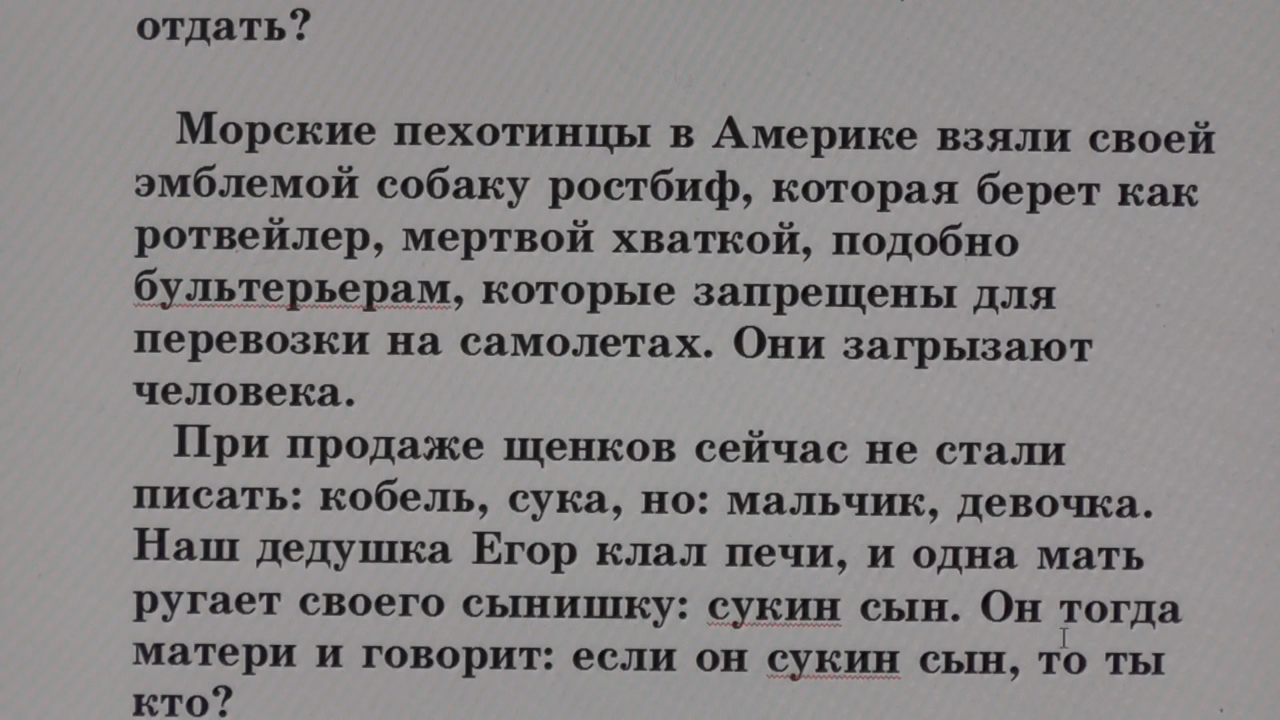 отдать?
Морские пехотинцы в Америке взяли своей
эмблемой собаку ростбиф, которая берет как
ротвейлер, мертвой хваткой, подобно
бультерьерам, которые запрещены для
перевозки на самолетах. Они загрызают
человека.
При продаже щенков сейчас не стали
писать: кобель, сука, но: мальчик, девочка.
Наш дедушка Егор клал печи, и одна мать
ругает своего сынишку: сукин сын. Он тогда
матери и говорит: если он сукин сын, то ты
кто?